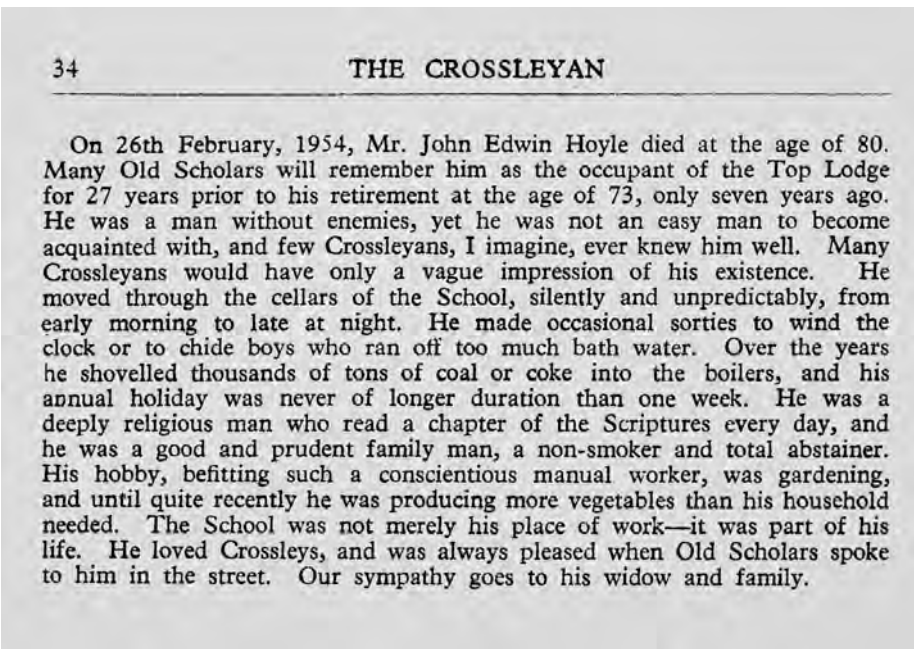 34 THE CROSSLEYAN
On 26th February, 1954, Mr. John Edwin Hoyle died at the age of 80.
Many Old Scholars will remember him as the occupant of the Top Lodge
for 27 years prior to his retirement at the age of 73, only seven years ago.
He was a man without enemies, yet he was not an easy man to become
acquainted with, and few Crossleyans, I imagine, ever knew him well. Many
Crossleyans would have only a vague impression of his existence. He
moved through the cellars of the School, silently and unpredictably, from
early morning to late at night. He made occasional sorties to wind the
clock or to chide boys who ran off too much bath water. Over the years
he shovelled thousands of tons of coal or coke into the boilers, and his
annual holiday was never of longer duration than one week. He was a
deeply religious man who read a chapter of the Scriptures every day, and
he was a good and prudent family man, a non-smoker and total abstainer.
His hobby, befitting such a conscientious manual worker, was gardening,
and until quite recently he was producing more vegetables than his household
needed. The School was not merely his place of work—it was part of his
life. He loved Crossleys, and was always pleased when Old Scholars spoke
to him in the street. Our sympathy goes to his widow and family.